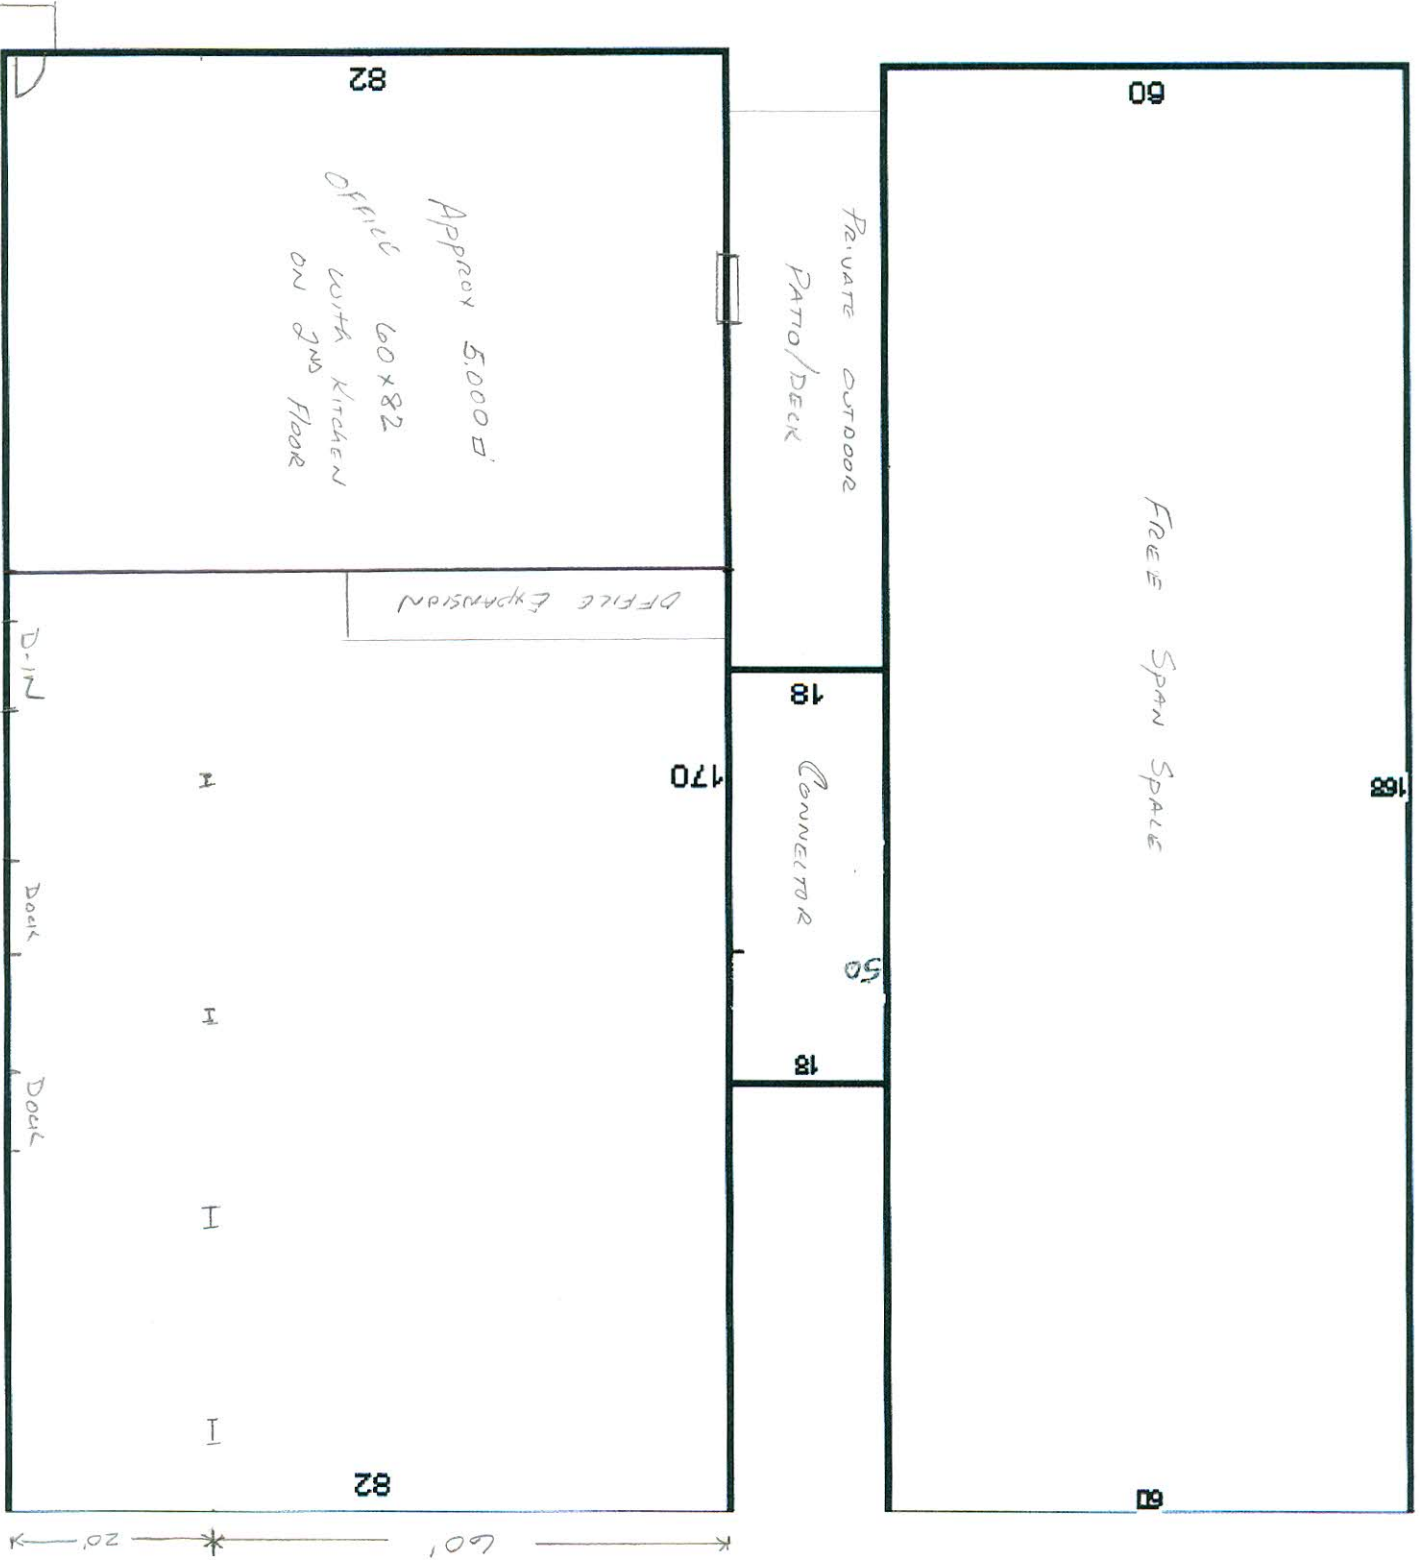 82
Approx 5,000 □'
OFFICE 60x82
with Kitchen
ON 2ND Floor
PRIVATE OUTDOOR
PATIO/DECK
60
FREE SPAN SPACE
168
OFFICE EXPANSION
D-IN
Dock
Dock
170
18
CONNECTOR
50
18
I
I
I
I
82
60
20'
60'